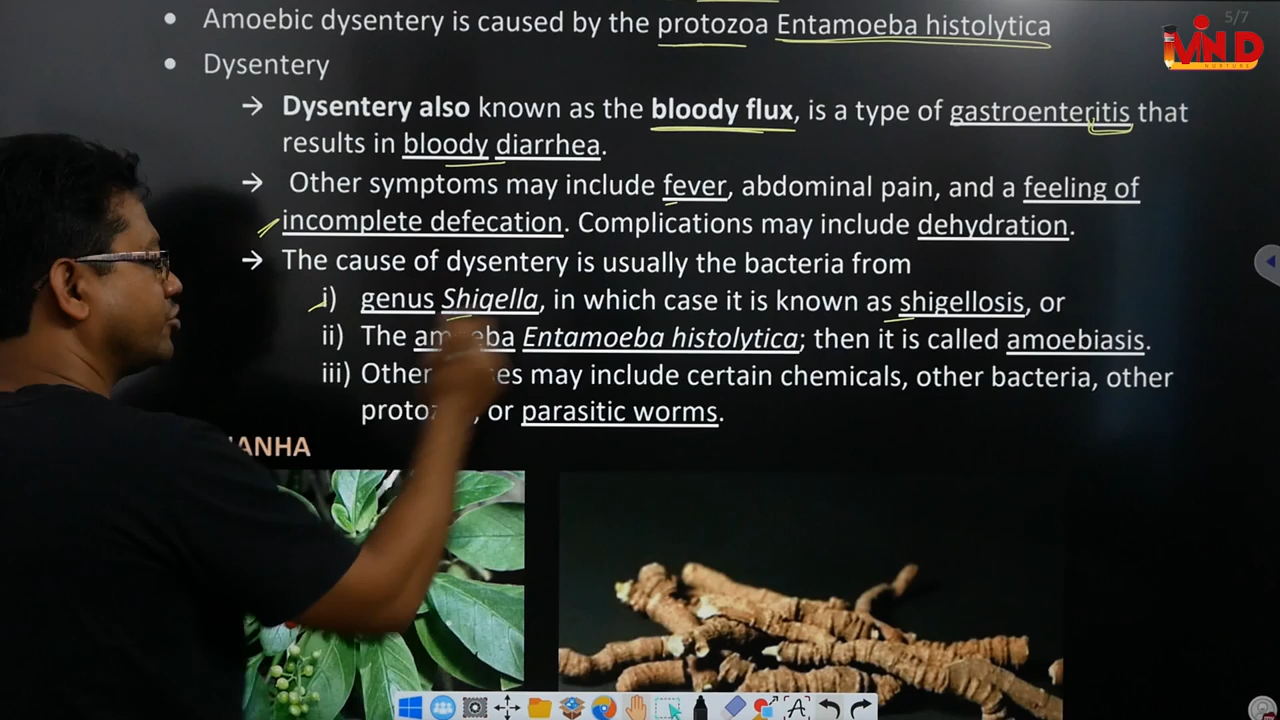 5/7
• Amoebic dysentery is caused by the protozoa Entamoeba histolytica
MND
NURTURE
• Dysentery
→ Dysentery also known as the bloody flux, is a type of gastroenteritis that
results in bloody diarrhea.
→ Other symptoms may include fever, abdominal pain, and a feeling of
incomplete defecation. Complications may include dehydration.
→ The cause of dysentery is usually the bacteria from
i) genus Shigella, in which case it is known as shigellosis, or
ii) The amoeba Entamoeba histolytica; then it is called amoebiasis.
iii) Other may include certain chemicals, other bacteria, other
or parasitic worms.
ANHA
A